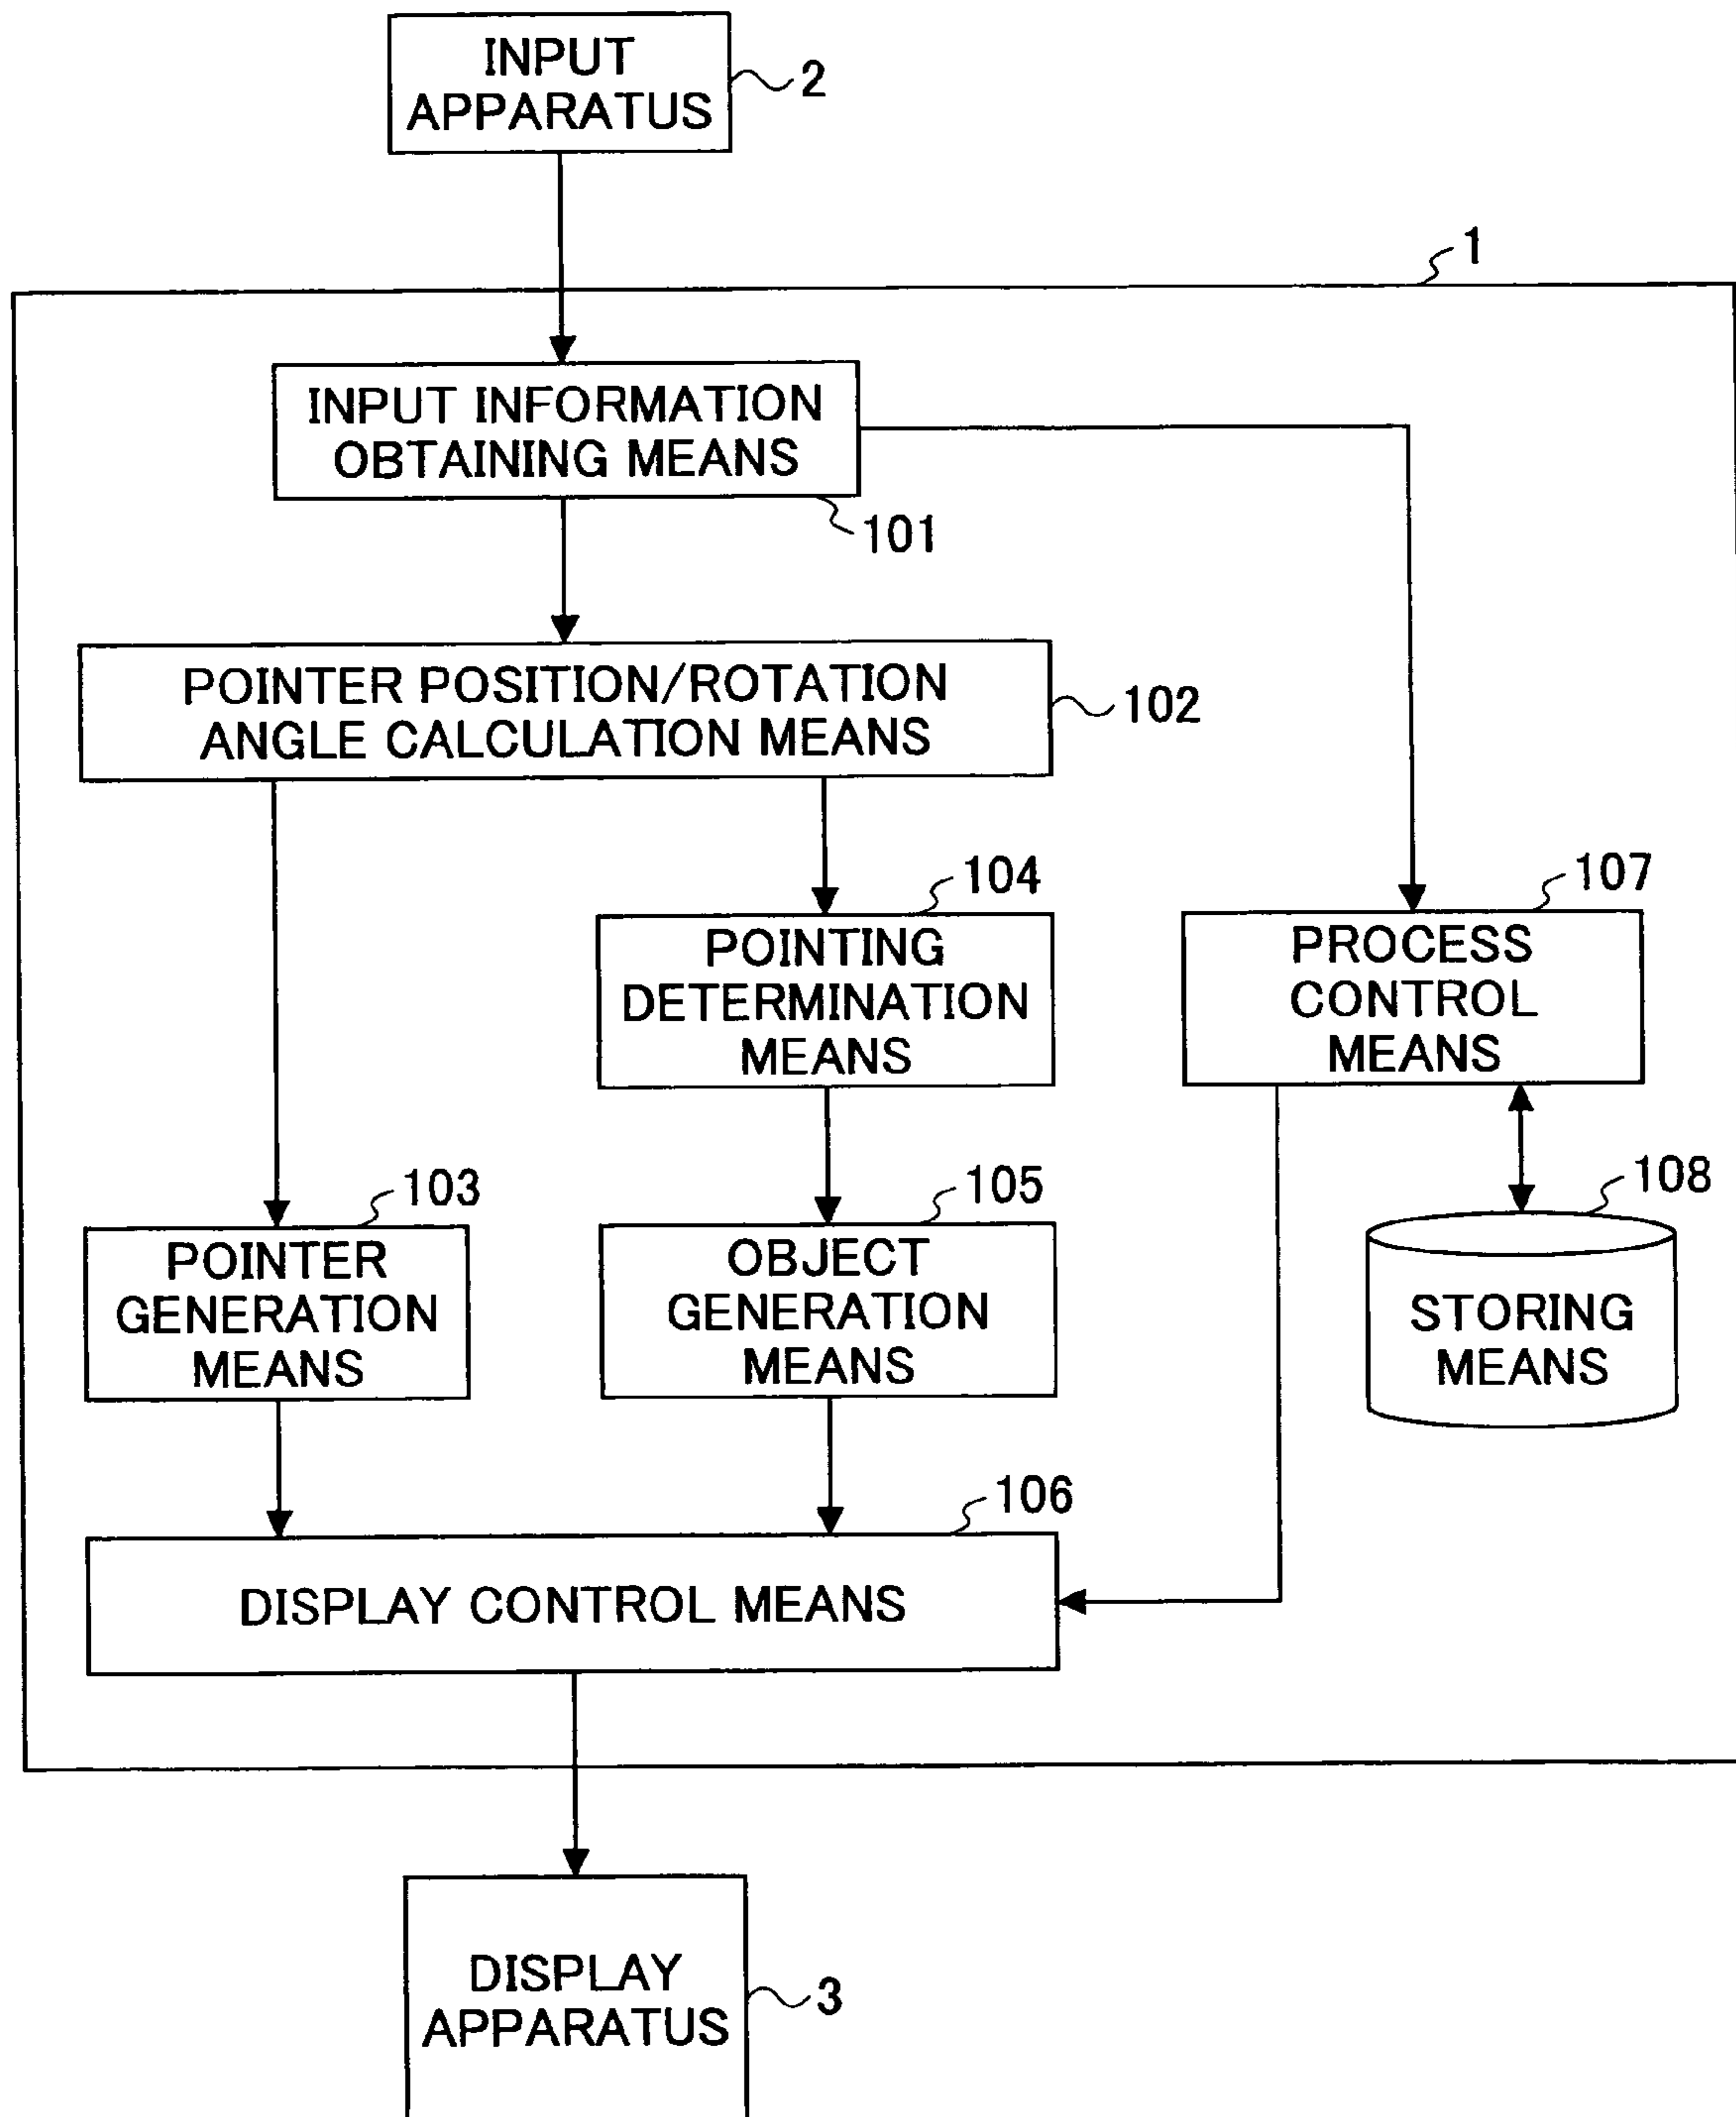 INPUT
APPARATUS
2
1
INPUT INFORMATION
OBTAINING MEANS
101
POINTER POSITION/ROTATION
ANGLE CALCULATION MEANS
102
104
107
POINTING
DETERMINATION
MEANS
PROCESS
CONTROL
MEANS
103
105
108
POINTER
GENERATION
MEANS
OBJECT
GENERATION
MEANS
STORING
MEANS
106
DISPLAY CONTROL MEANS
DISPLAY
APPARATUS
3